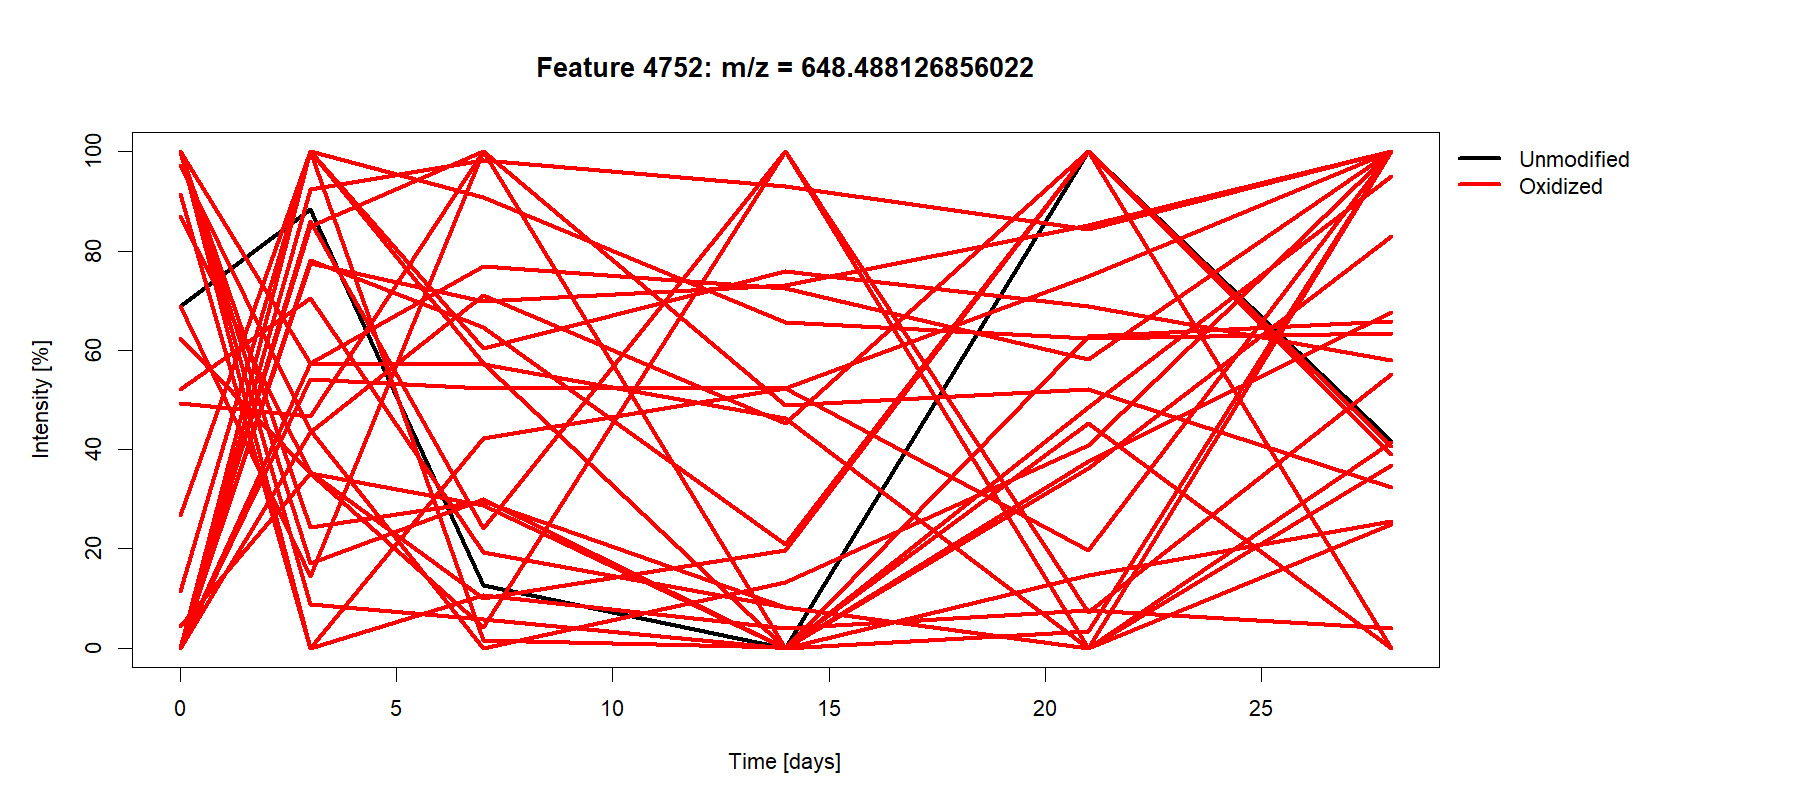 Feature 4752: m/z = 648.488126856022
Unmodified
Oxidized
Intensity [%]
100
80
60
40
20
0
0 5 10 15 20 25
Time [days]